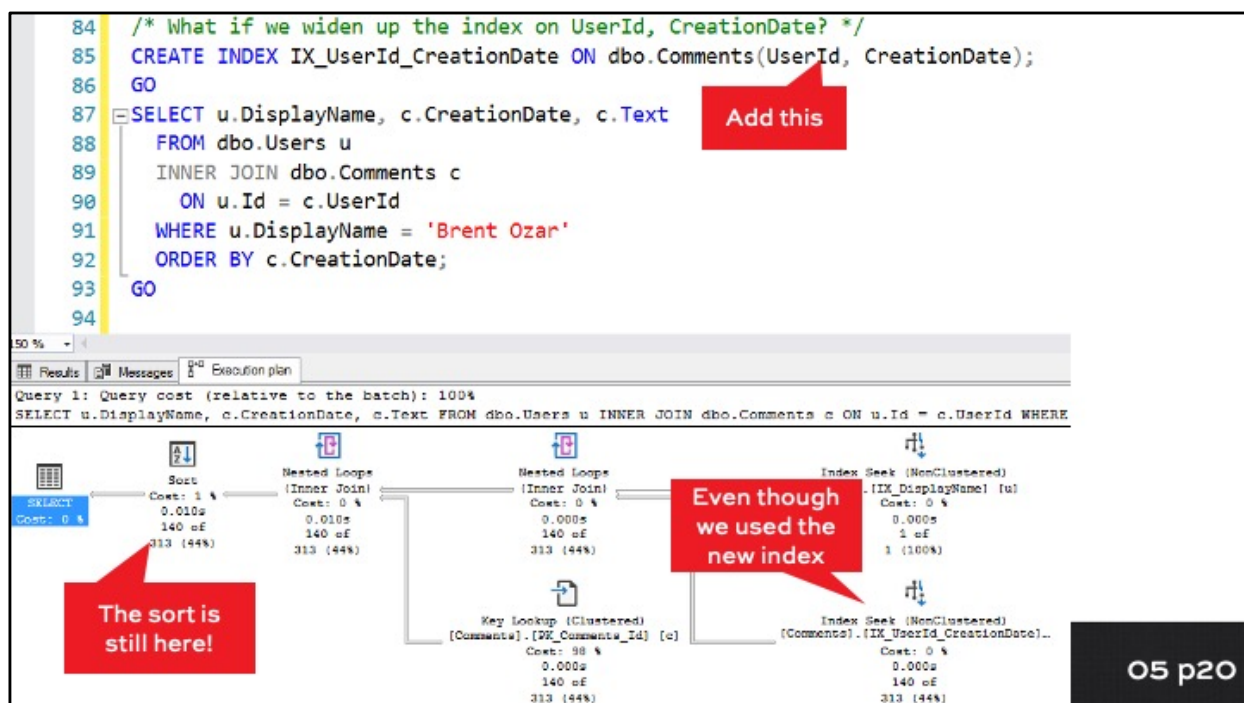 84 /* What if we widen up the index on UserId, CreationDate? */
85 CREATE INDEX IX_UserId_CreationDate ON dbo.Comments(UserId, CreationDate);
86 GO
87 SELECT u.DisplayName, c.CreationDate, c.Text
Add this
88 FROM dbo.Users u
89 INNER JOIN dbo.Comments c
90 ON u.Id = c.UserId
91 WHERE u.DisplayName = 'Brent Ozar'
92 ORDER BY c.CreationDate;
93 GO
94
150 %
Results Messages Execution plan
Query 1: Query cost (relative to the batch): 100%
SELECT u.DisplayName, c.CreationDate, c.Text FROM dbo.Users u INNER JOIN dbo.Comments c ON u.Id = c.UserId WHERE
SELECT
Cost: 0 %
Sort
Cost: 1 %
0.010s
140 of
313 (44%)
Nested Loops
(Inner Join)
Cost: 0 %
0.010s
140 of
313 (44%)
Nested Loops
(Inner Join)
Cost: 0 %
0.000s
140 of
313 (44%)
Index Seek (NonClustered)
.[IX_DisplayName] [u]
Cost: 0 %
0.000s
1 of
1 (100%)
Even though
we used the
new index
The sort is
still here!
Key Lookup (Clustered)
[Comments].[PK_Comments_Id] [c]
Cost: 98 %
0.000s
140 of
313 (44%)
Index Seek (NonClustered)
[Comments].[IX_UserId_CreationDate]…
Cost: 0 %
0.000s
140 of
313 (44%)
05 p20